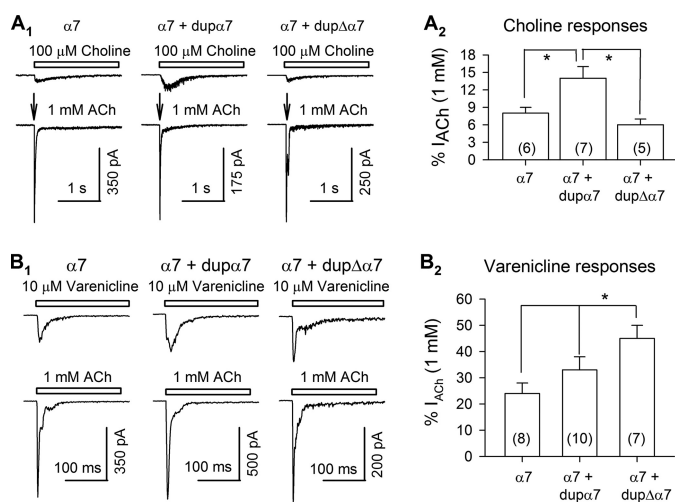 A1
α7
α7 + dupα7
α7 + dupΔα7
100 μM Choline
100 μM Choline
100 μM Choline
1 mM ACh
1 mM ACh
1 mM ACh
1 s
350 pA
1 s
175 pA
1 s
250 pA
A2
Choline responses
% IACh (1 mM)
18
15
12
9
6
3
0
*
*
(6)
(7)
(5)
α7
α7 +
dupα7
α7 +
dupΔα7
B1
α7
α7 + dupα7
α7 + dupΔα7
10 μM Varenicline
10 μM Varenicline
10 μM Varenicline
1 mM ACh
1 mM ACh
1 mM ACh
100 ms
350 pA
100 ms
500 pA
100 ms
200 pA
B2
Varenicline responses
% IACh (1 mM)
60
50
40
30
20
10
0
*
(8)
(10)
(7)
α7
α7 +
dupα7
α7 +
dupΔα7